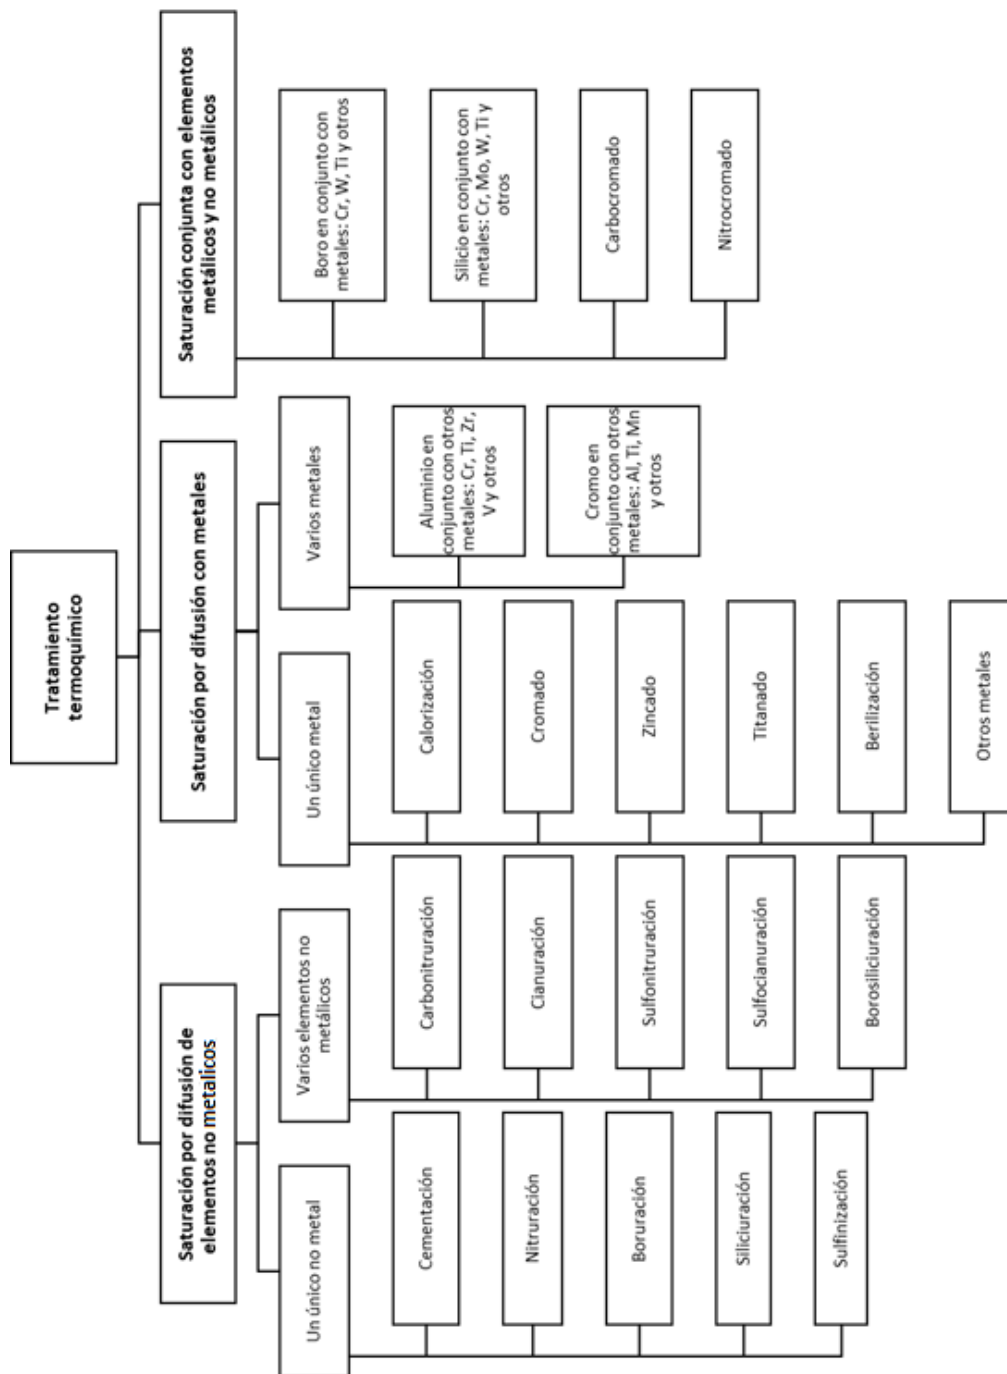 Tratamiento
termoquímico
Saturación por difusión de
elementos no metalicos
Un único no metal
Cementación
Nitruración
Boruración
Siliciuración
Sulfinización
Varios elementos no
metálicos
Carbonitruración
Cianuración
Sulfonitruración
Sulfocianuración
Borosiliciuración
Saturación por difusión con metales
Un único metal
Calorización
Cromado
Zincado
Titanado
Berilización
Otros metales
Varios metales
Aluminio en
conjunto con otros
metales: Cr, Ti, Zr,
V y otros
Cromo en
conjunto con otros
metales: Al, Ti, Mn
y otros
Saturación conjunta con elementos
metálicos y no metálicos
Boro en conjunto con
metales: Cr, W, Ti y otros
Silicio en conjunto con
metales: Cr, Mo, W, Ti y
otros
Carbocromado
Nitrocromado